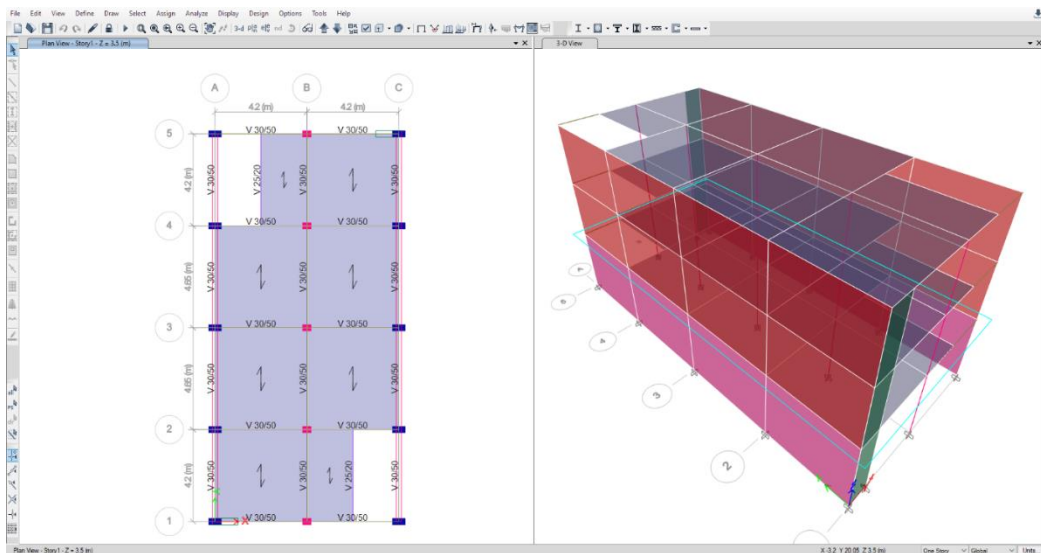 File Edit View Define Draw Select Assign Analyze Display Design Options Tools Help
Plan View - Story1 - Z = 3.5 (m)
3-D View
A B C
4.2 (m) 4.2 (m)
5
V 30/50 V 30/50
4.2 (m)
V 30/50 V 25/20 V 30/50 V 30/50
4
V 30/50 V 30/50
4.65 (m)
V 30/50 V 30/50 V 30/50
3
V 30/50 V 30/50
4.65 (m)
V 30/50 V 30/50 V 30/50
2
V 30/50 V 30/50
4.2 (m)
V 30/50 V 30/50 V 25/20 V 30/50
1
V 30/50 V 30/50
X
4
3
2
Plan View - Story1 - Z = 3.5 (m)
X -3.2 Y 20.05 Z 3.5 (m)
One Story
Global
Units